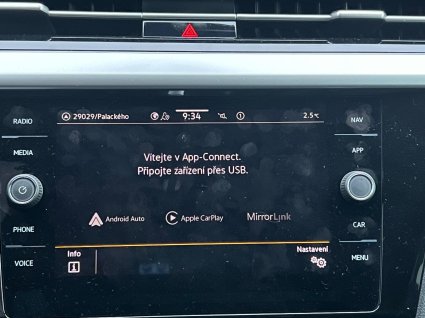 RADIO
MEDIA
PHONE
VOICE
29029/Palackého
9:34
1
2.5°C
Vítejte v App-Connect.
Připojte zařízení přes USB.
Android Auto
Apple CarPlay
MirrorLink
Info
Nastavení
NAV
APP
CAR
MENU